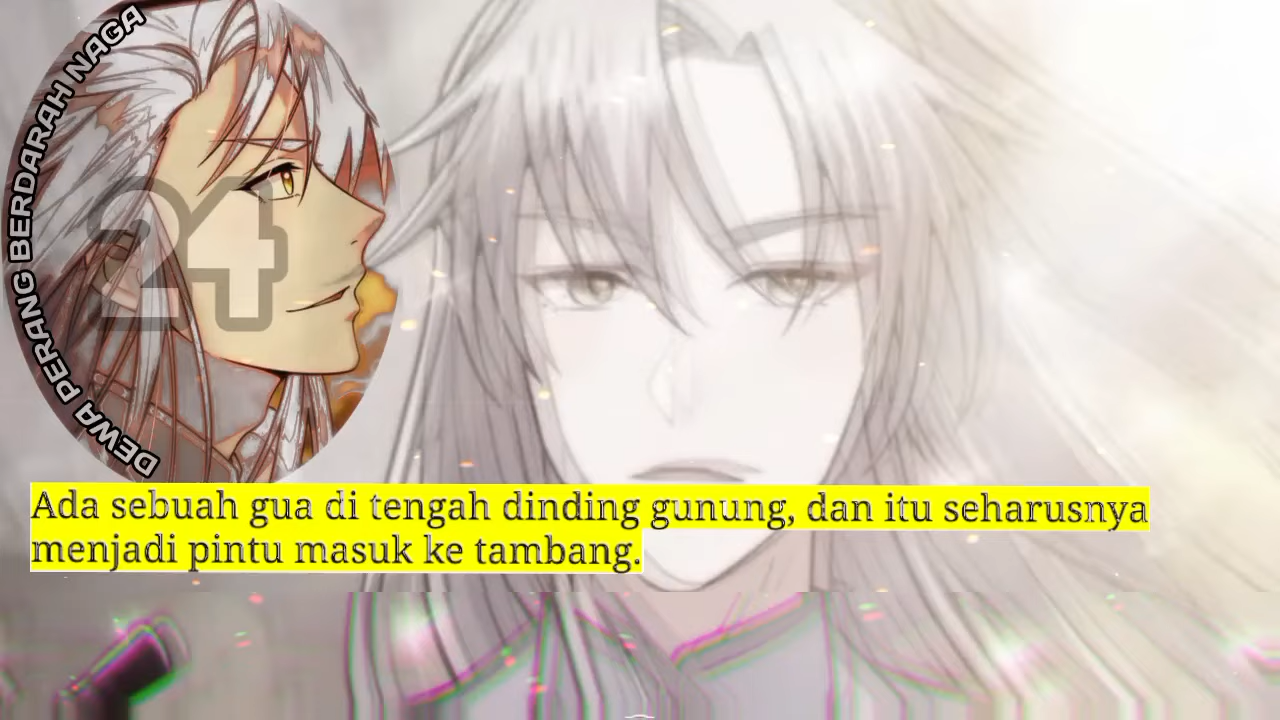 DEWA PERANG BERDARAH NAGA
24
Ada sebuah gua di tengah dinding gunung, dan itu seharusnya
menjadi pintu masuk ke tambang.